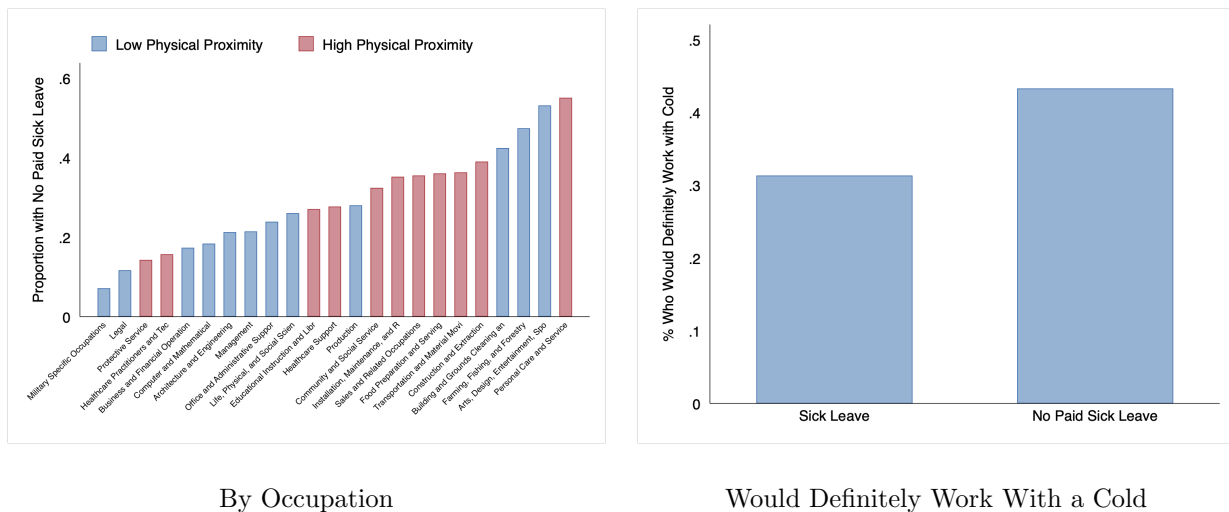 Low Physical Proximity
High Physical Proximity
Proportion with No Paid Sick Leave
.6
.4
.2
0
Military Specific Occupations
Legal
Protective Service
Healthcare Practitioners and Tec
Business and Financial Operation
Computer and Mathematical
Architecture and Engineering
Management
Office and Administrative Suppor
Life, Physical, and Social Scien
Educational Instruction and Libr
Healthcare Support
Production
Community and Social Service
Installation, Maintenance, and R
Sales and Related Occupations
Food Preparation and Serving
Transportation and Material Movi
Construction and Extraction
Building and Grounds Cleaning an
Farming, Fishing, and Forestry
Arts, Design, Entertainment, Spo
Personal Care and Service
By Occupation
% Who Would Definitely Work with Cold
.5
.4
.3
.2
.1
0
Sick Leave
No Paid Sick Leave
Would Definitely Work With a Cold